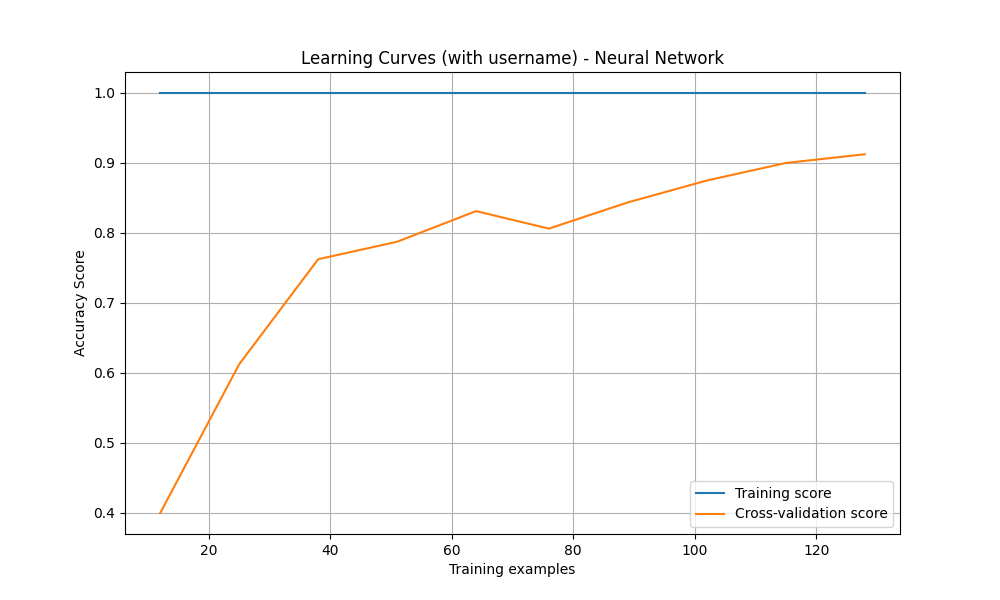 Learning Curves (with username) - Neural Network
1.0
0.9
0.8
0.7
0.6
0.5
0.4
Accuracy Score
20 40 60 80 100 120
Training examples
Training score
Cross-validation score